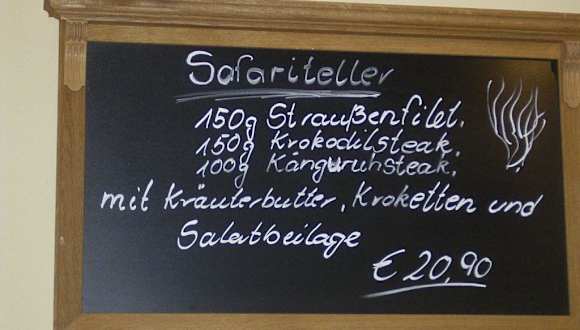 Safariteller
150g Straußenfilet.
150g Krokodilsteak.
100g Känguruhsteak.
mit Kräuterbutter, Kroketten und
Salatbeilage
€ 20,90